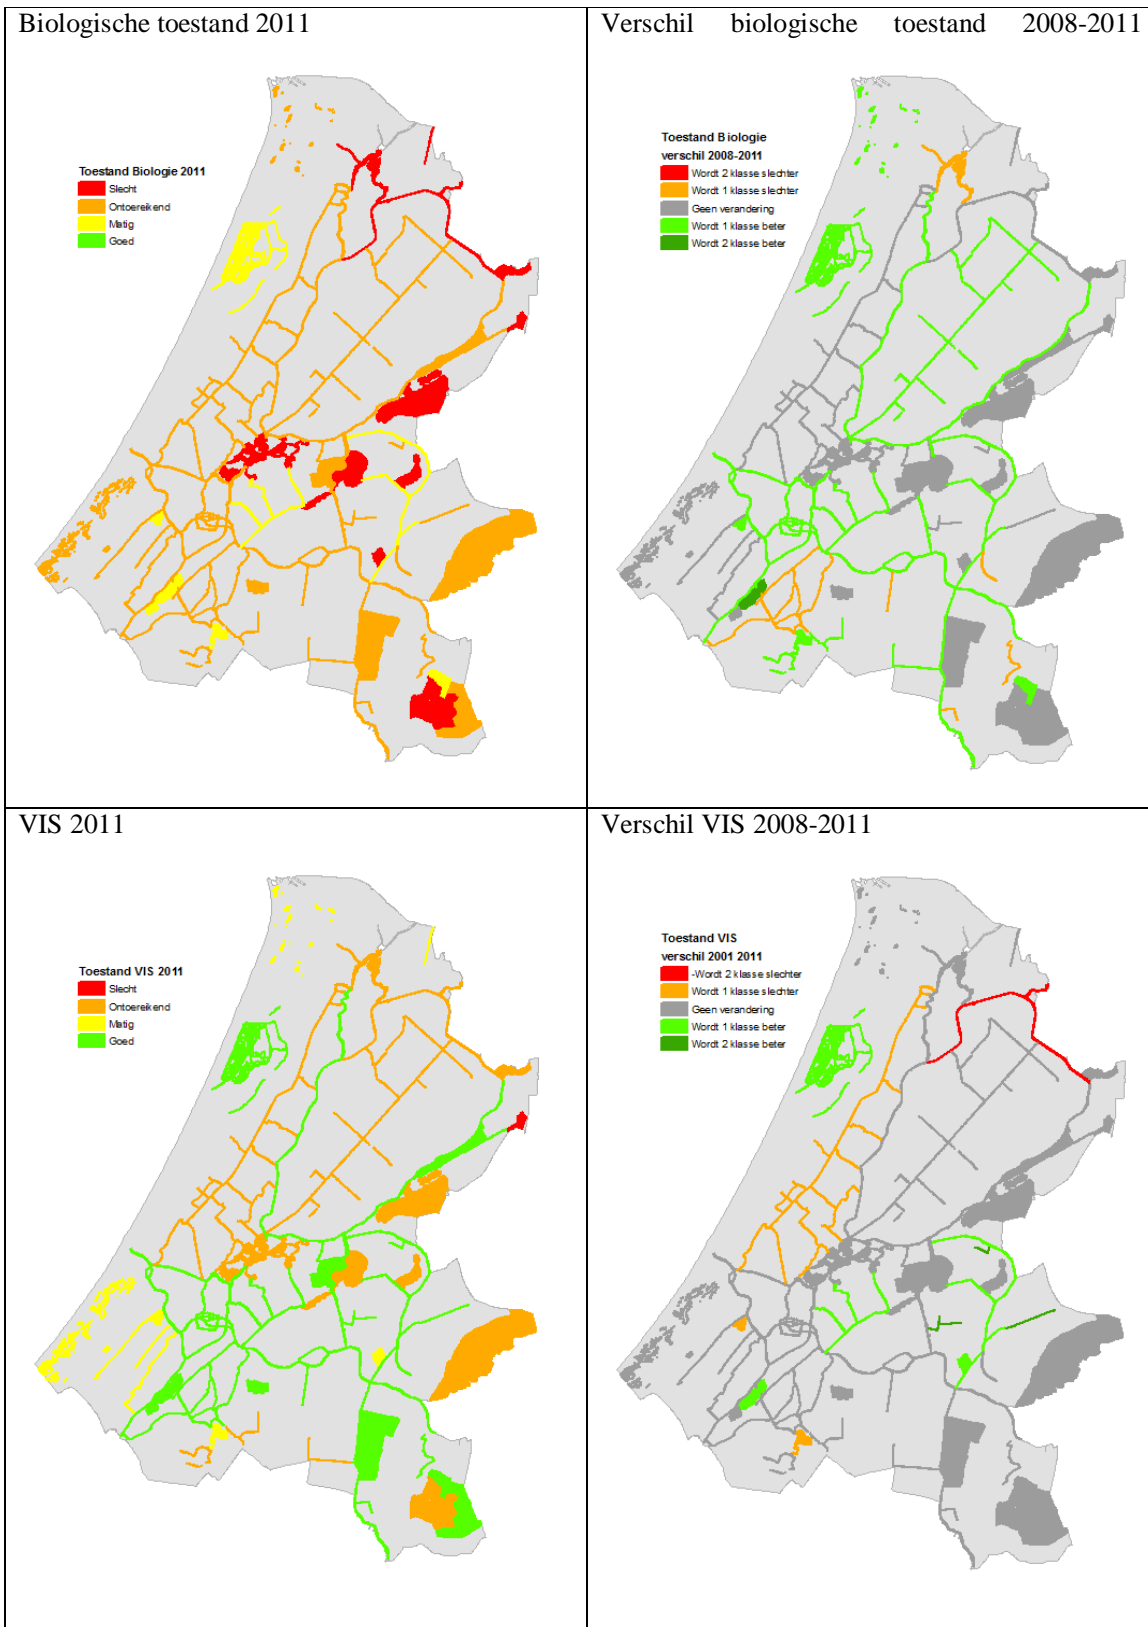 Biologische toestand 2011
Verschil biologische toestand 2008-2011
Toestand Biologie 2011
Slecht
Ontoereikend
Matig
Goed
Toestand Biologie
verschil 2008-2011
Wordt 2 klasse slechter
Wordt 1 klasse slechter
Geen verandering
Wordt 1 klasse beter
Wordt 2 klasse beter
VIS 2011
Verschil VIS 2008-2011
Toestand VIS 2011
Slecht
Ontoereikend
Matig
Goed
Toestand VIS
verschil 2001 2011
-Wordt 2 klasse slechter
Wordt 1 klasse slechter
Geen verandering
Wordt 1 klasse beter
Wordt 2 klasse beter